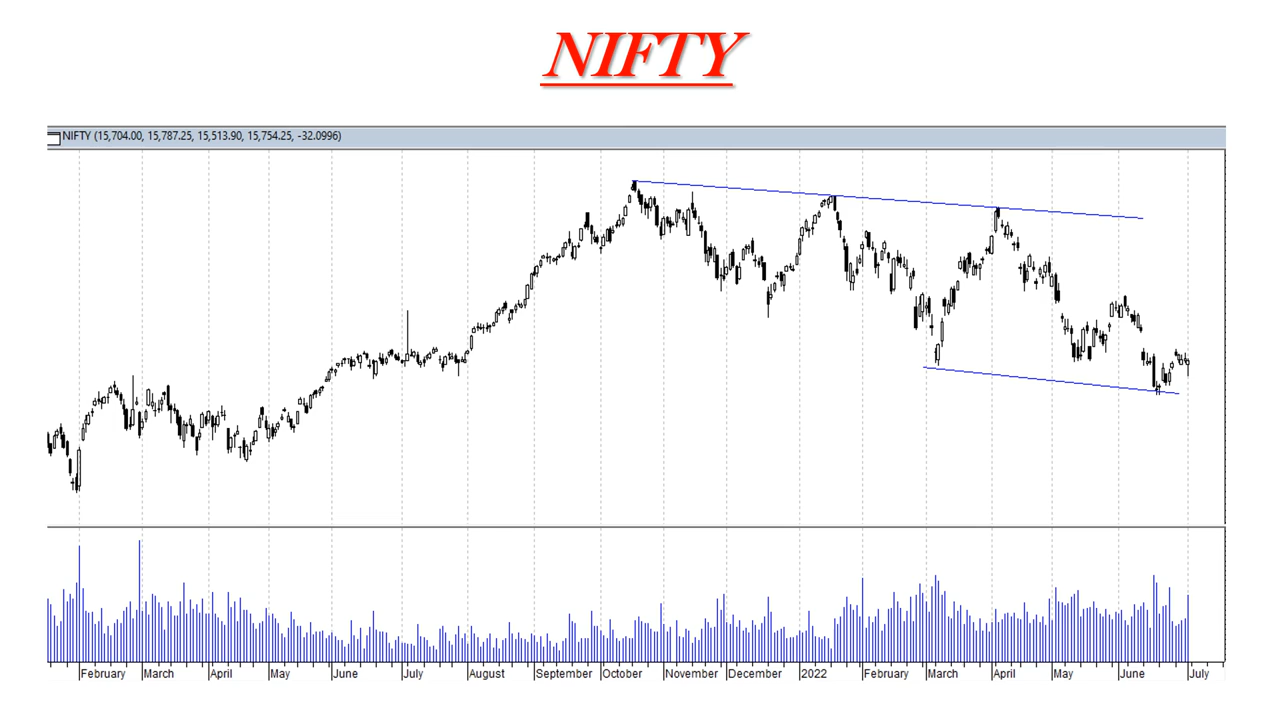 NIFTY
NIFTY (15,704.00, 15,787.25, 15,513.90, 15,754.25, -32.0996)
February March April May June July August September October November December 2022 February March April May June July